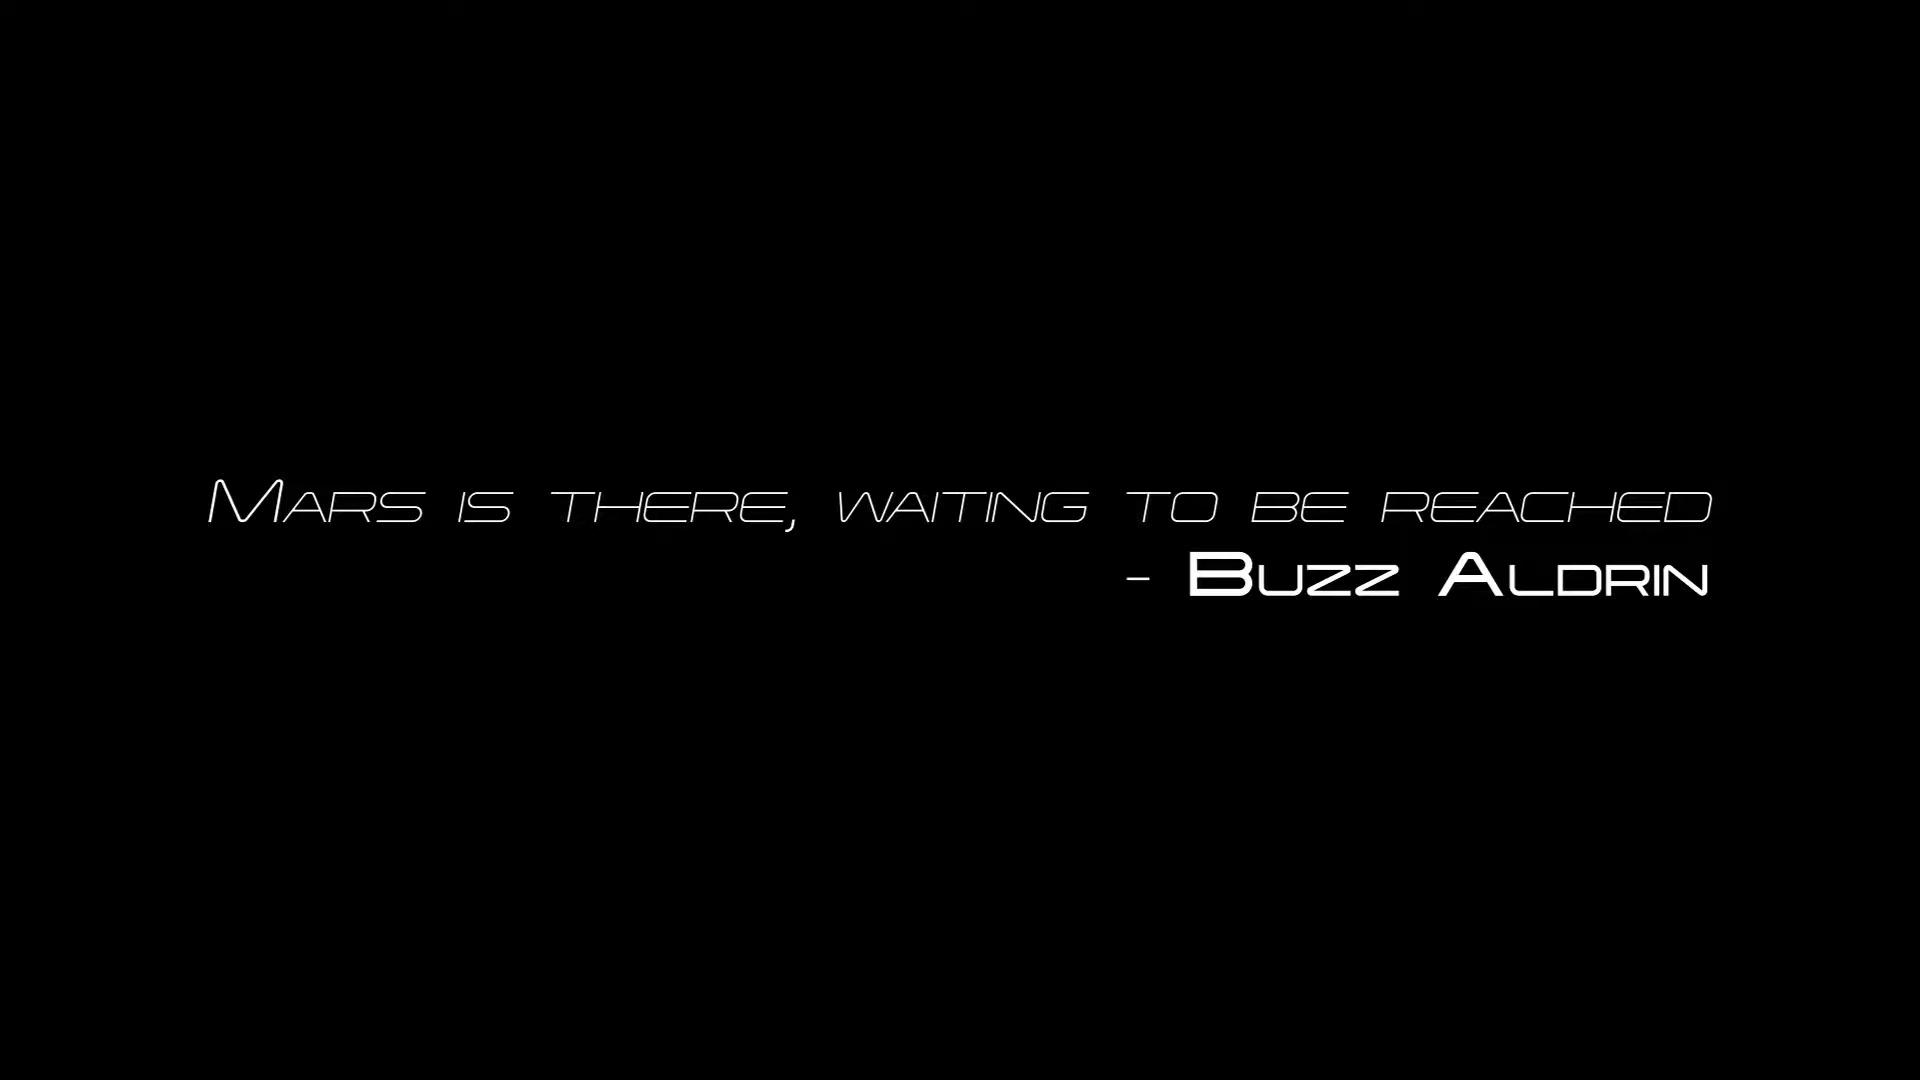 Mars is there, waiting to be reached
- Buzz Aldrin